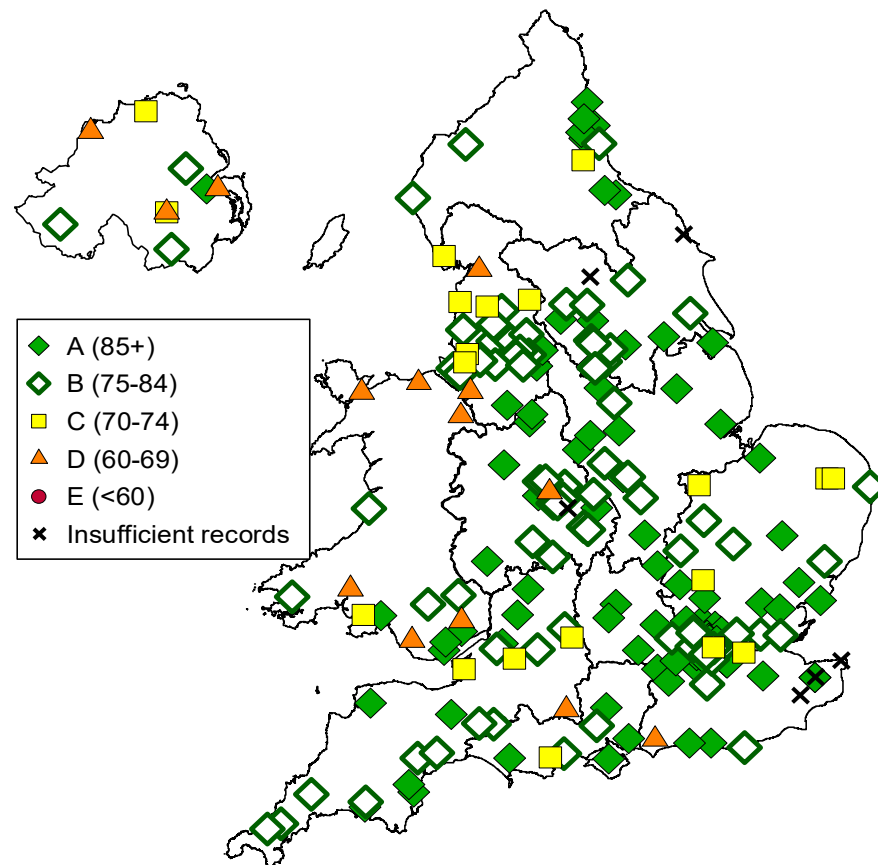 A (85+)
B (75-84)
C (70-74)
D (60-69)
E (<60)
Insufficient records